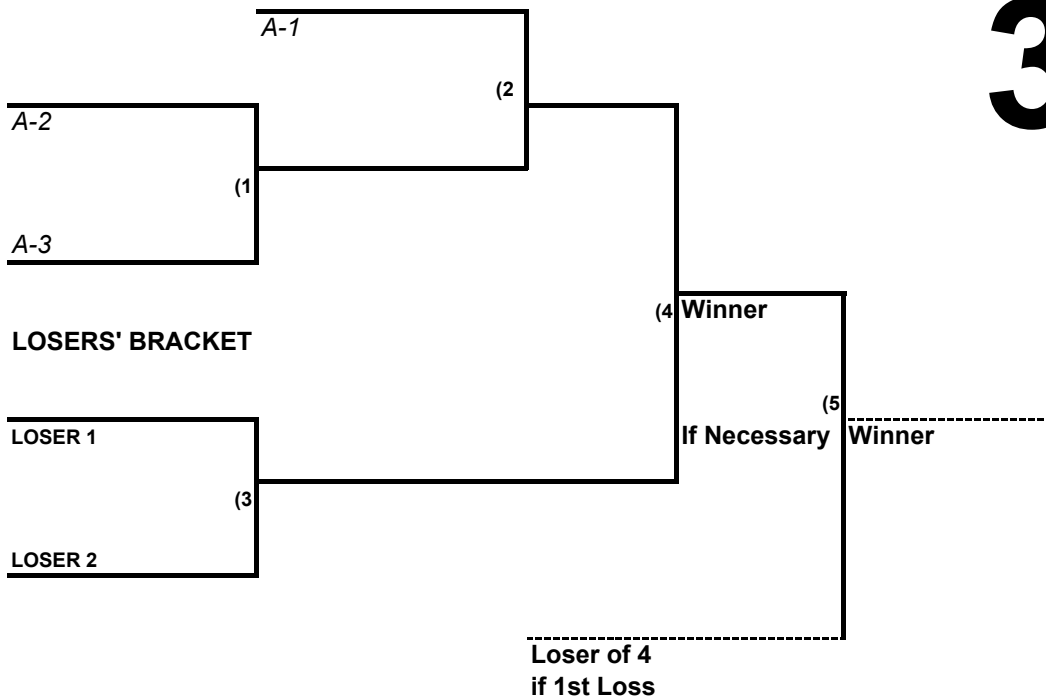 3
A-1
(2
A-2
(1
A-3
(4 Winner
LOSERS' BRACKET
(5
LOSER 1
If Necessary Winner
(3
LOSER 2
Loser of 4
if 1st Loss